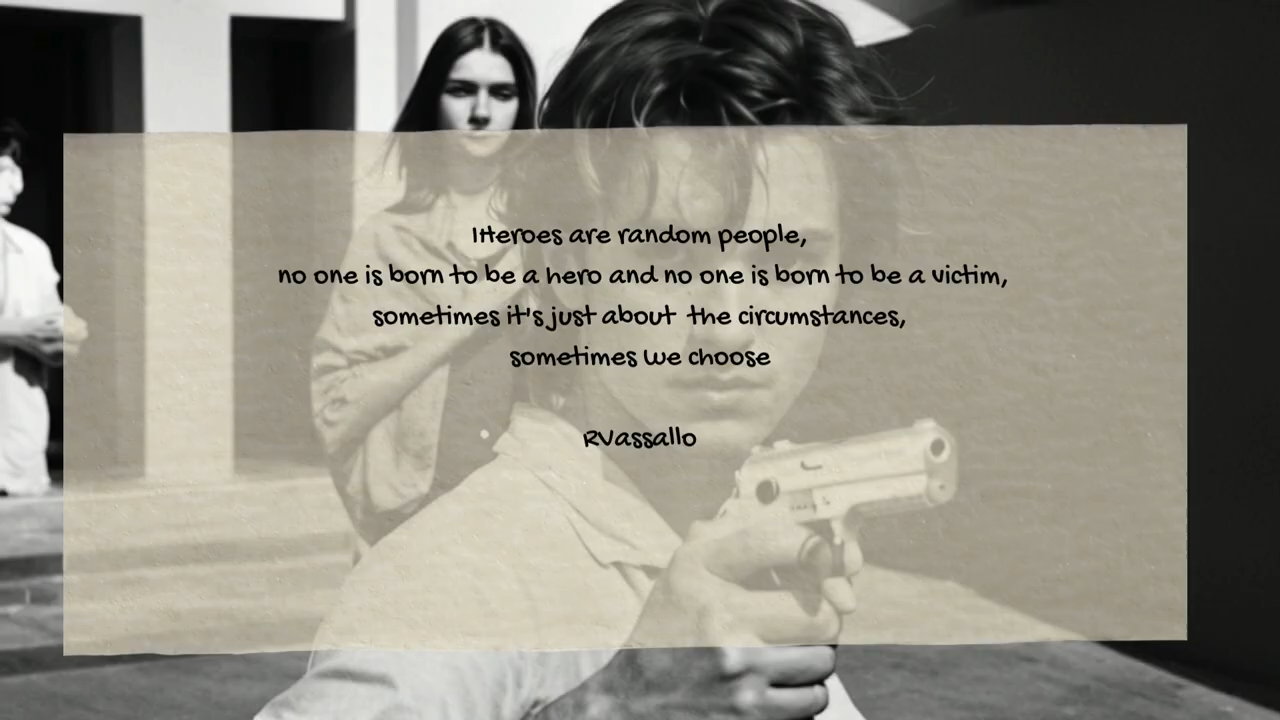 Heroes are random people,
no one is born to be a hero and no one is born to be a victim,
sometimes it's just about the circumstances,
sometimes we choose
RVassallo